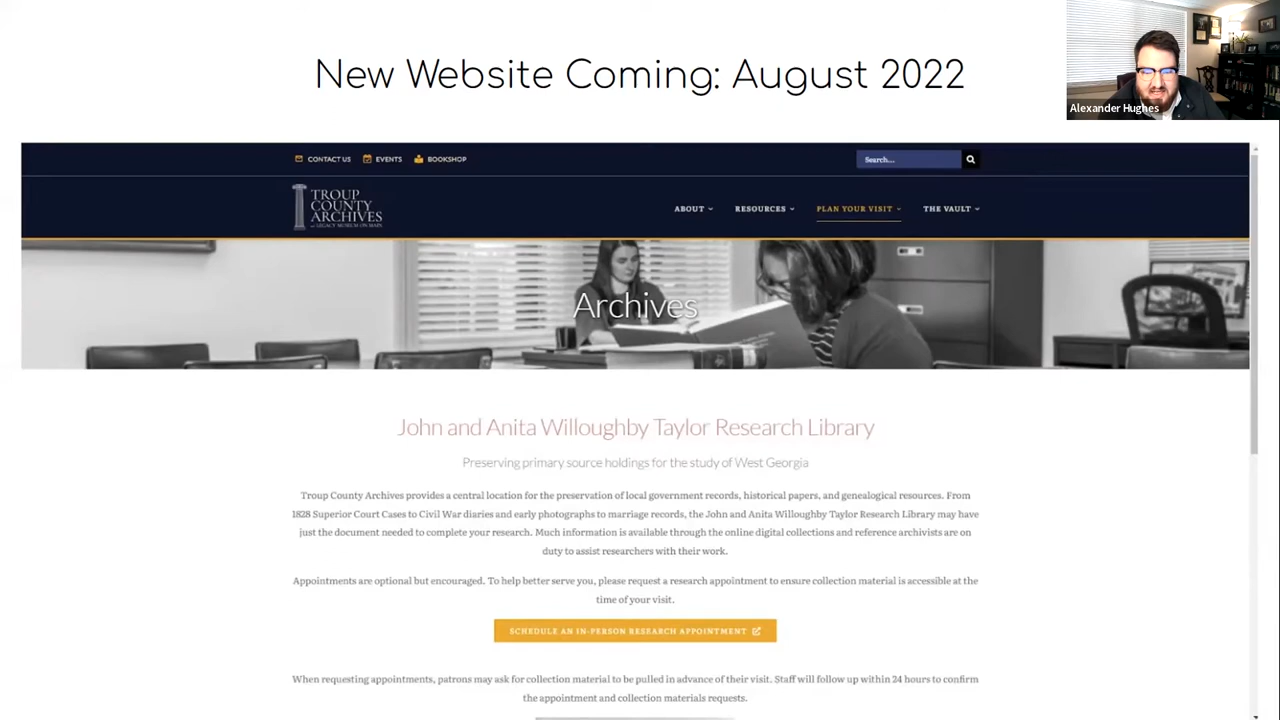 New Website Coming: August 2022
Alexander Hughes
CONTACT US EVENTS BOOKSHOP
Search...
TROUP
COUNTY
ARCHIVES
LEGACY MUSEUM ON MAIN
ABOUT RESOURCES PLAN YOUR VISIT THE VAULT
Archives
John and Anita Willoughby Taylor Research Library
Preserving primary source holdings for the study of West Georgia
Troup County Archives provides a central location for the preservation of local government records, historical papers, and genealogical resources. From
1828 Superior Court Cases to Civil War diaries and early photographs to marriage records, the John and Anita Willoughby Taylor Research Library may have
just the document needed to complete your research. Much information is available through the online digital collections and reference archivists are on
duty to assist researchers with their work.
Appointments are optional but encouraged. To help better serve you, please request a research appointment to ensure collection material is accessible at the
time of your visit.
SCHEDULE AN IN-PERSON RESEARCH APPOINTMENT
When requesting appointments, patrons may ask for collection material to be pulled in advance of their visit. Staff will follow up within 24 hours to confirm
the appointment and collection materials requests.